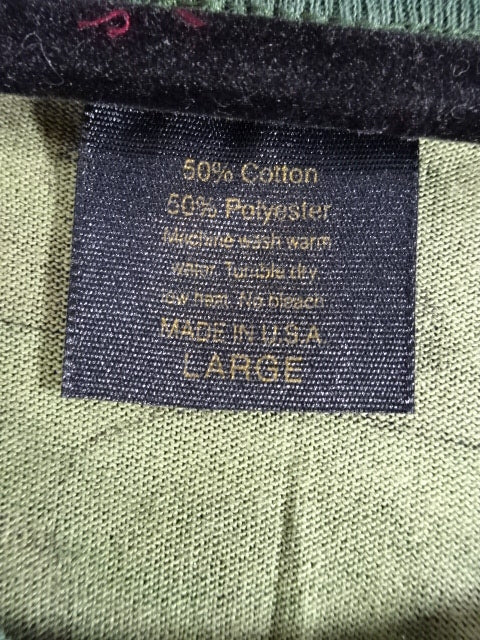 50% Cotton
50% Polyester
Machine wash warm
water. Tumble dry
low heat. No bleach
MADE IN U.S.A.
LARGE